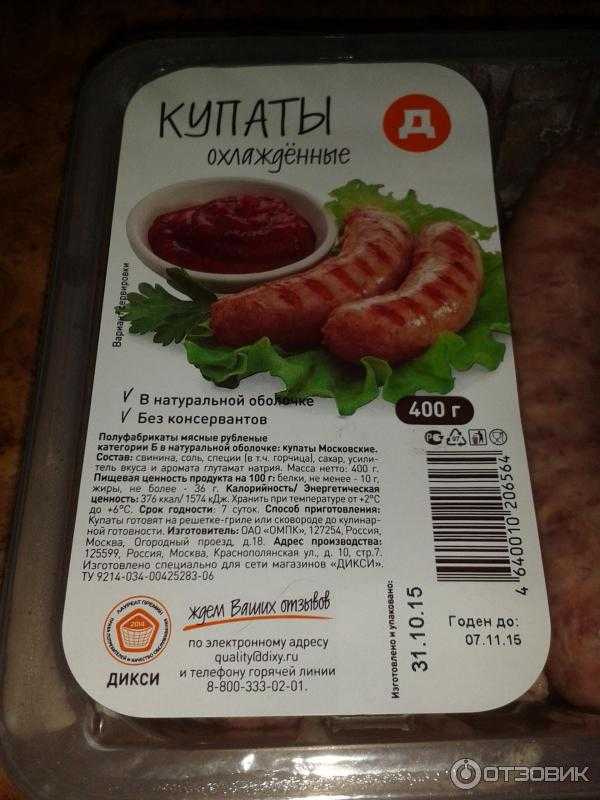 КУПАТЫ
охлаждённые
Д
Вариант сервировки
✓ В натуральной оболочке
✓ Без консервантов
400 г
Полуфабрикаты мясные рубленые
категории Б в натуральной оболочке: купаты Московские.
Состав: свинина, соль, специи (в т.ч. горчица), сахар, усили-
тель вкуса и аромата глутамат натрия. Масса нетто: 400 г.
Пищевая ценность продукта на 100 г: белки, не менее - 10 г,
жиры, не более - 36 г. Калорийность/ Энергетическая
ценность: 376 ккал/ 1574 кДж. Хранить при температуре от +2°С
до +6°С. Срок годности: 7 суток. Способ приготовления:
Купаты готовят на решетке-гриле или сковороде до кулинар-
ной готовности. Изготовитель: ОАО «ОМПК», 127254, Россия,
Москва, Огородный проезд, д.18. Адрес производства:
125599, Россия, Москва, Краснополянская ул., д. 10, стр.7.
Изготовлено специально для сети магазинов «ДИКСИ».
ТУ 9214-034-00425283-06
РСТ
4 640010 206564
ЛАУРЕАТ ПРЕМИИ
2014
ДИКСИ
ждем Ваших отзывов
по электронному адресу
quality@dixy.ru
и телефону горячей линии
8-800-333-02-01.
Изготовлено и упаковано:
31.10.15
Годен до:
07.11.15
ОТЗОВИК